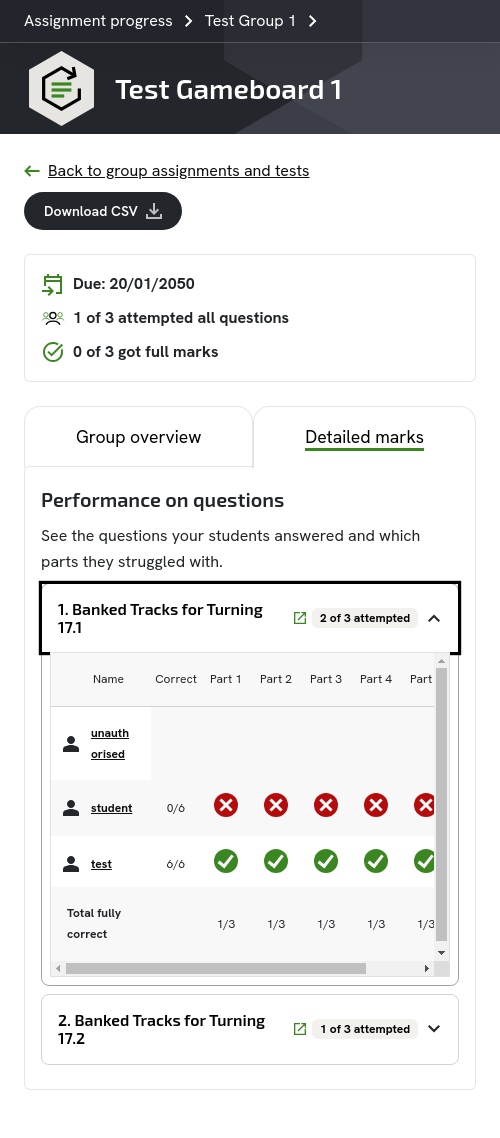 Assignment progress > Test Group 1 >
Test Gameboard 1
Back to group assignments and tests
Download CSV
Due: 20/01/2050
1 of 3 attempted all questions
0 of 3 got full marks
Group overview
Detailed marks
Performance on questions
See the questions your students answered and which
parts they struggled with.
1. Banked Tracks for Turning
17.1
2 of 3 attempted
Name Correct Part 1 Part 2 Part 3 Part 4 Part
unauth
orised
student 0/6
test 6/6
Total fully
correct
1/3 1/3 1/3 1/3 1/3
2. Banked Tracks for Turning
17.2
1 of 3 attempted